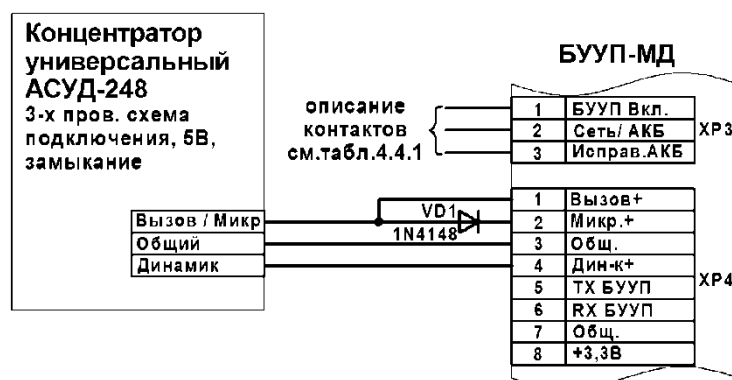 Концентратор
универсальный
АСУД-248
3-х пров. схема
подключения, 5В,
замыкание
Вызов / Микр
Общий
Динамик
описание
контактов
см.табл.4.4.1
VD1
1N4148
БУУП-МД
1 БУУП Вкл.
2 Сеть/ АКБ
3 Исправ.АКБ
XP3
1 Вызов+
2 Микр.+
3 Общ.
4 Дин-к+
5 TX БУУП
6 RX БУУП
7 Общ.
8 +3,3В
XP4